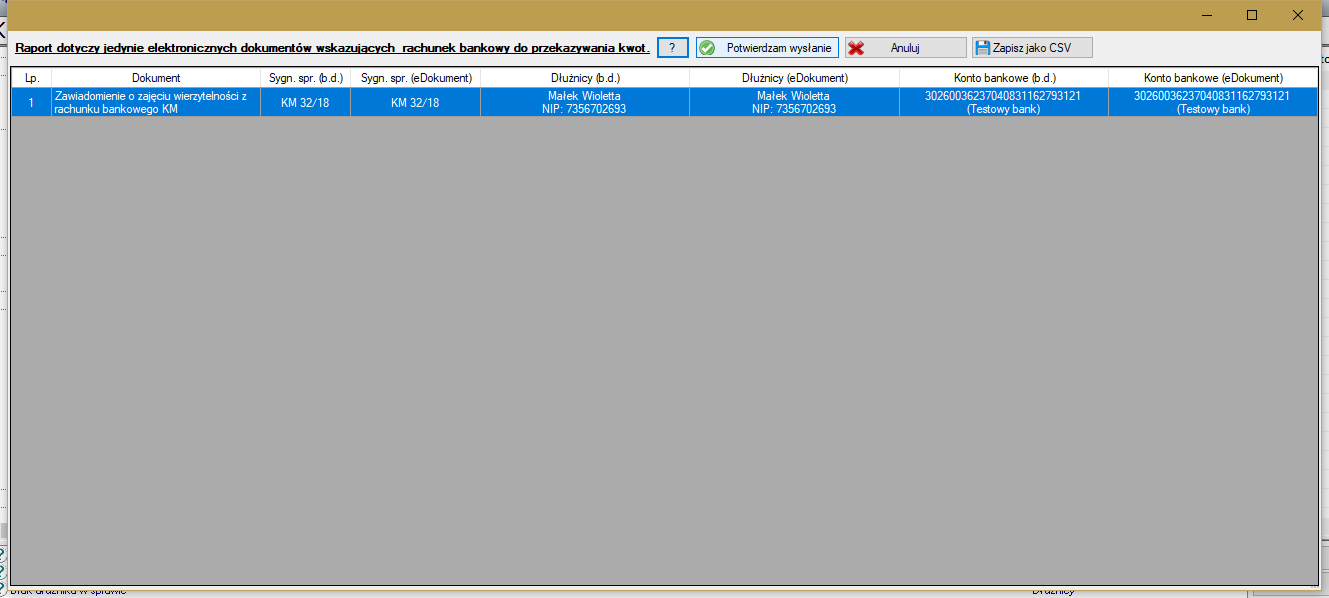 Raport dotyczy jedynie elektronicznych dokumentów wskazujących rachunek bankowy do przekazywania kwot. ? Potwierdzam wysłanie Anuluj Zapisz jako CSV
Lp. Dokument Sygn. spr. (b.d.) Sygn. spr. (eDokument) Dłużnicy (b.d.) Dłużnicy (eDokument) Konto bankowe (b.d.) Konto bankowe (eDokument)
1 Zawiadomienie o zajęciu wierzytelności z rachunku bankowego KM KM 32/18 KM 32/18 Małek Wioletta NIP: 7356702693 Małek Wioletta NIP: 7356702693 30260036237040831162793121 (Testowy bank) 30260036237040831162793121 (Testowy bank)